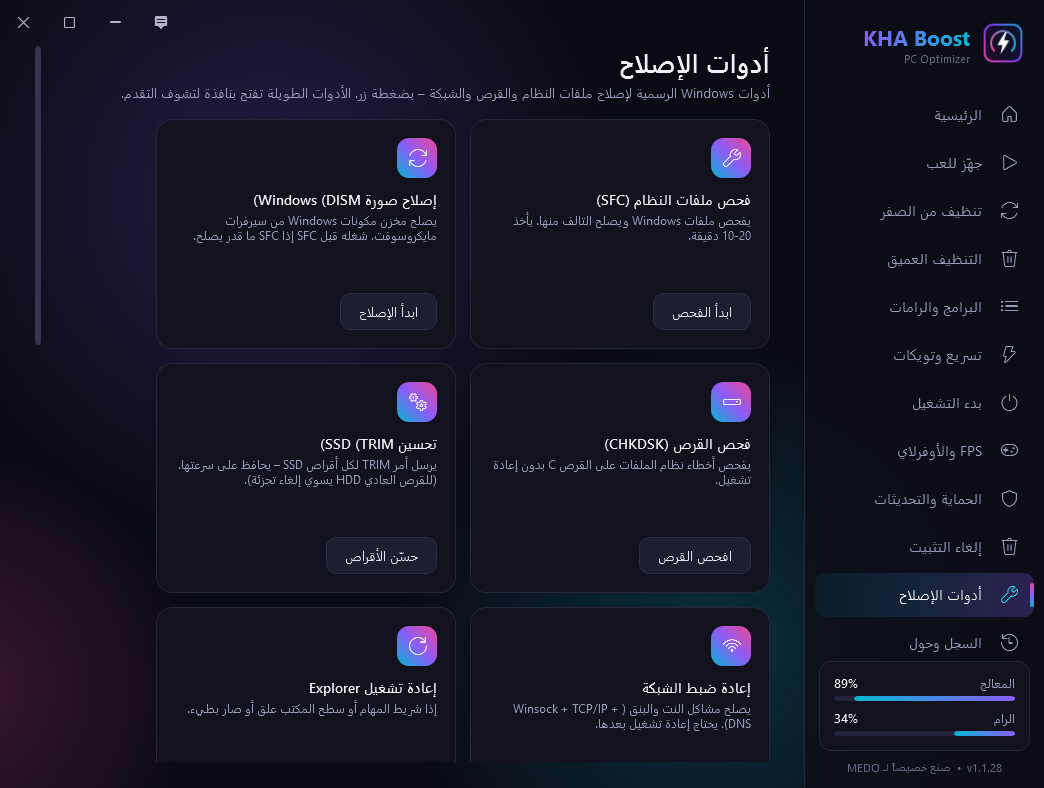 KHA Boost
PC Optimizer
الرئيسية
جهّز للعب
تنظيف من الصفر
التنظيف العميق
البرامج والرامات
تسريع وتويكات
بدء التشغيل
FPS والأوفرلاي
الحماية والتحديثات
إلغاء التثبيت
أدوات الإصلاح
السجل وحول
المعالج 89%
الرام 34%
v1.1.28 • صنع خصيصاً لـ MEDO
أدوات الإصلاح
أدوات Windows الرسمية لإصلاح ملفات النظام والقرص والشبكة – بضغطة زر. الأدوات الطويلة تفتح بنافذة لتشوف التقدم.
فحص ملفات النظام (SFC)
يفحص ملفات Windows ويصلح التالف منها. يأخذ
10-20 دقيقة.
ابدأ الفحص
إصلاح صورة Windows (DISM)
يصلح مخزن مكونات Windows من سيرفرات
مايكروسوفت. شغله قبل SFC إذا SFC ما قدر يصلح.
ابدأ الإصلاح
فحص القرص (CHKDSK)
يفحص أخطاء نظام الملفات على القرص C بدون إعادة
تشغيل.
افحص القرص
تحسين SSD (TRIM)
يرسل أمر TRIM لكل أقراص SSD – يحافظ على سرعتها.
(للقرص العادي HDD يسوي إلغاء تجزئة).
حسّن الأقراص
إعادة ضبط الشبكة
يصلح مشاكل النت والبنق (Winsock + TCP/IP +
DNS). يحتاج إعادة تشغيل بعدها.
إعادة تشغيل Explorer
إذا شريط المهام أو سطح المكتب علق أو صار بطيء.